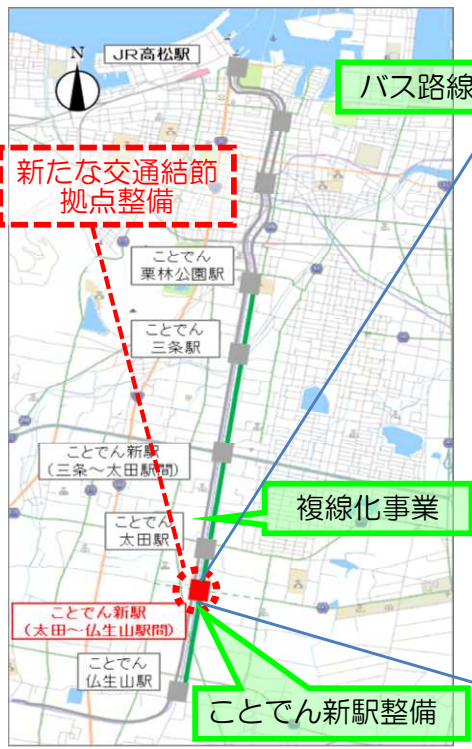 N
JR高松駅
バス路線
新たな交通結節
拠点整備
ことでん
栗林公園駅
ことでん
三条駅
ことでん新駅
(三条～太田駅間)
複線化事業
ことでん
太田駅
ことでん新駅
(太田～仏生山駅間)
ことでん
仏生山駅
ことでん新駅整備